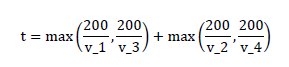 t = max(200/v_1, 200/v_3) + max(200/v_2, 200/v_4)